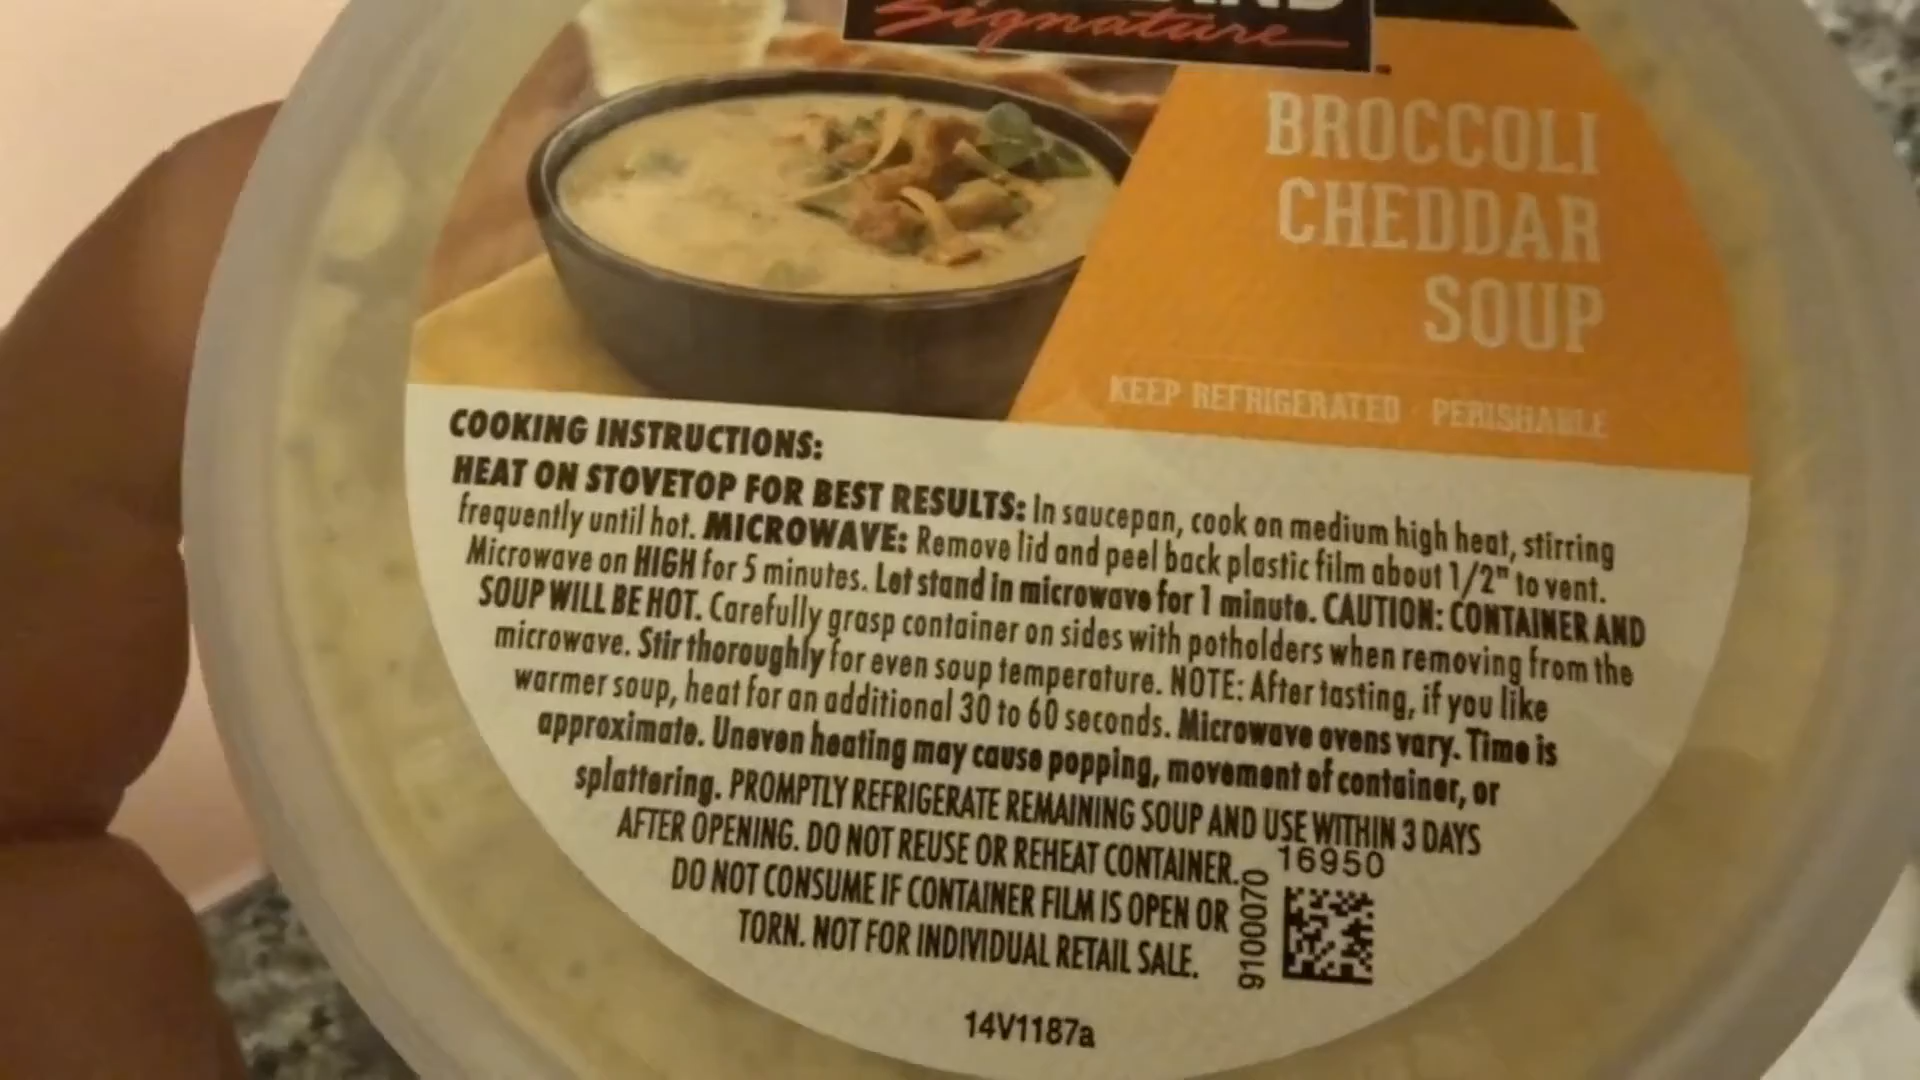 Signature
BROCCOLI
CHEDDAR
SOUP
KEEP REFRIGERATED PERISHABLE
COOKING INSTRUCTIONS:
HEAT ON STOVETOP FOR BEST RESULTS: In saucepan, cook on medium high heat, stirring
frequently until hot. MICROWAVE: Remove lid and peel back plastic film about 1/2" to vent.
Microwave on HIGH for 5 minutes. Let stand in microwave for 1 minute. CAUTION: CONTAINER AND
SOUP WILL BE HOT. Carefully grasp container on sides with potholders when removing from the
microwave. Stir thoroughly for even soup temperature. NOTE: After tasting, if you like
warmer soup, heat for an additional 30 to 60 seconds. Microwave ovens vary. Time is
approximate. Uneven heating may cause popping, movement of container, or
splattering. PROMPTLY REFRIGERATE REMAINING SOUP AND USE WITHIN 3 DAYS
AFTER OPENING. DO NOT REUSE OR REHEAT CONTAINER.
DO NOT CONSUME IF CONTAINER FILM IS OPEN OR
TORN. NOT FOR INDIVIDUAL RETAIL SALE.
16950
91000070
14V1187a